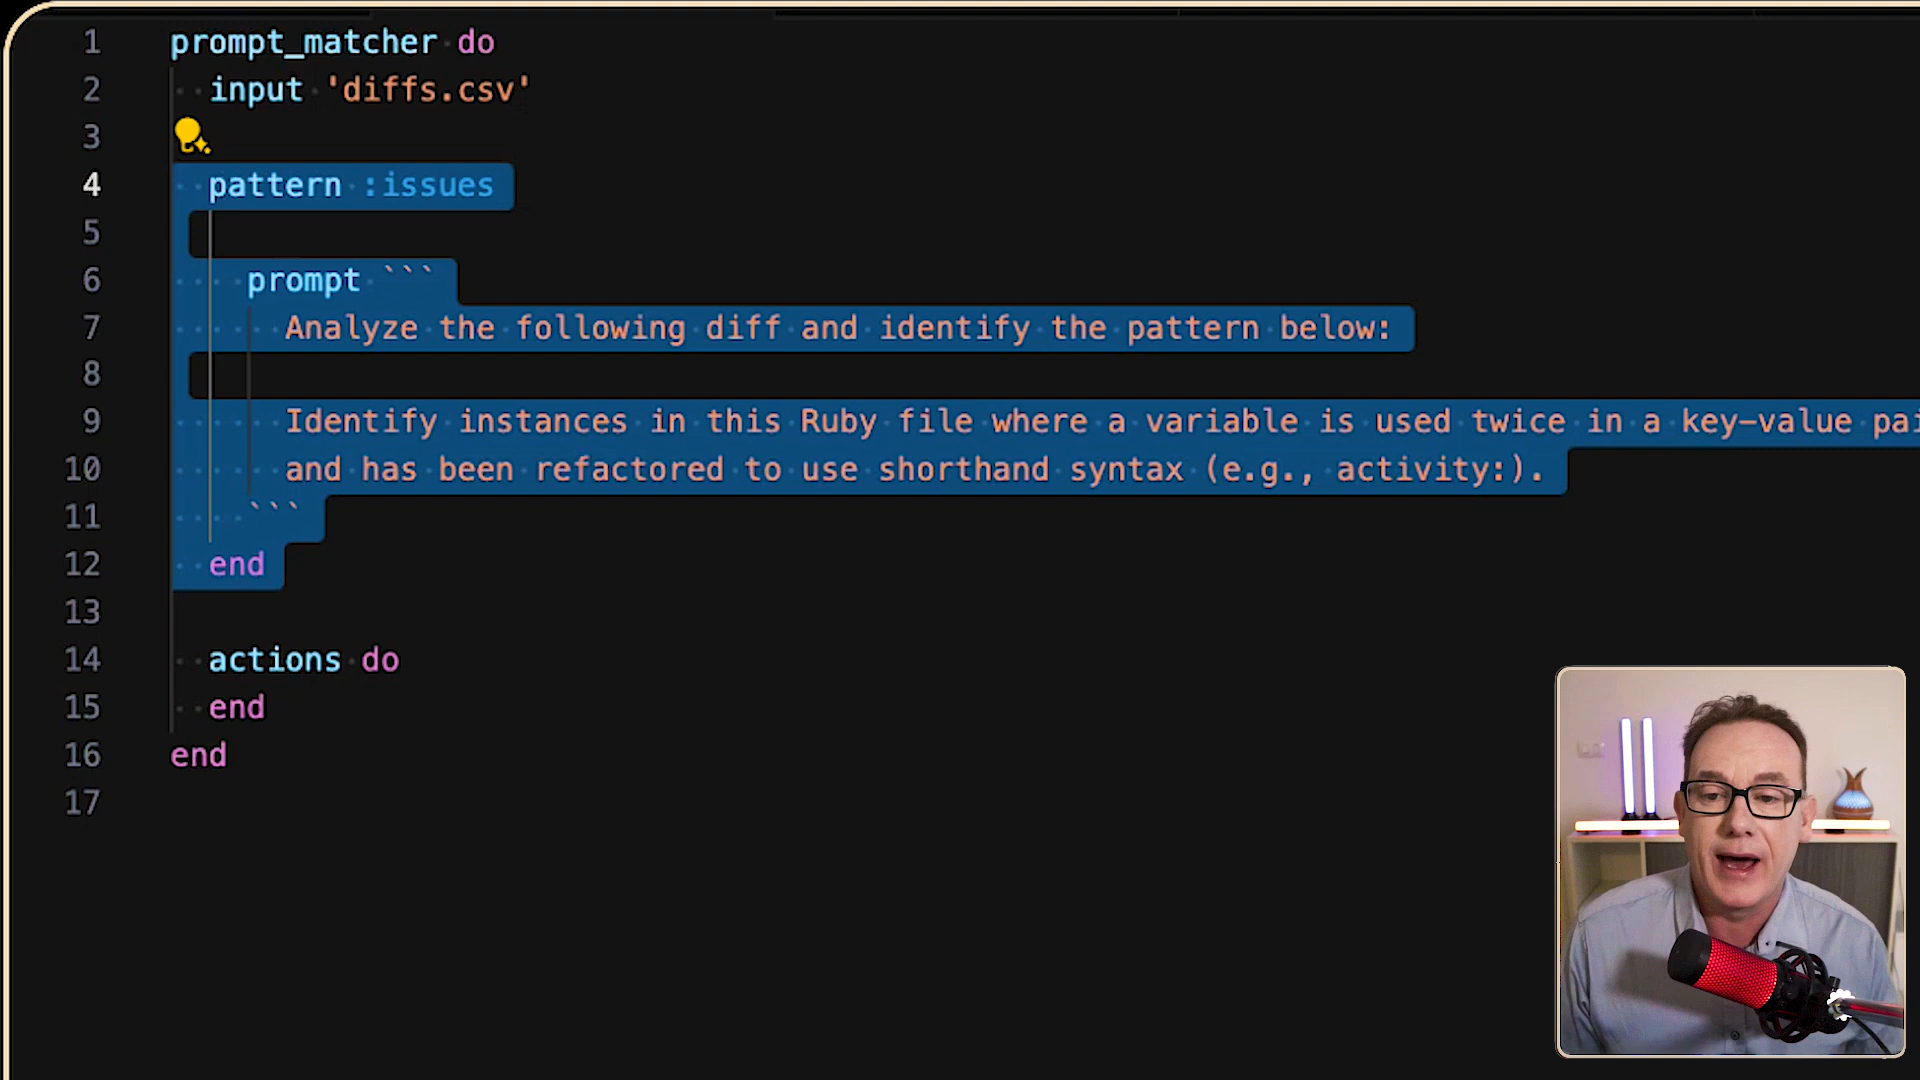 1 prompt_matcher do
2 input 'diffs.csv'
3
4 pattern :issues
5
6 prompt ```
7 Analyze the following diff and identify the pattern below:
8
9 Identify instances in this Ruby file where a variable is used twice in a key-value pai
10 and has been refactored to use shorthand syntax (e.g., activity:).
11 ```
12 end
13
14 actions do
15 end
16 end
17